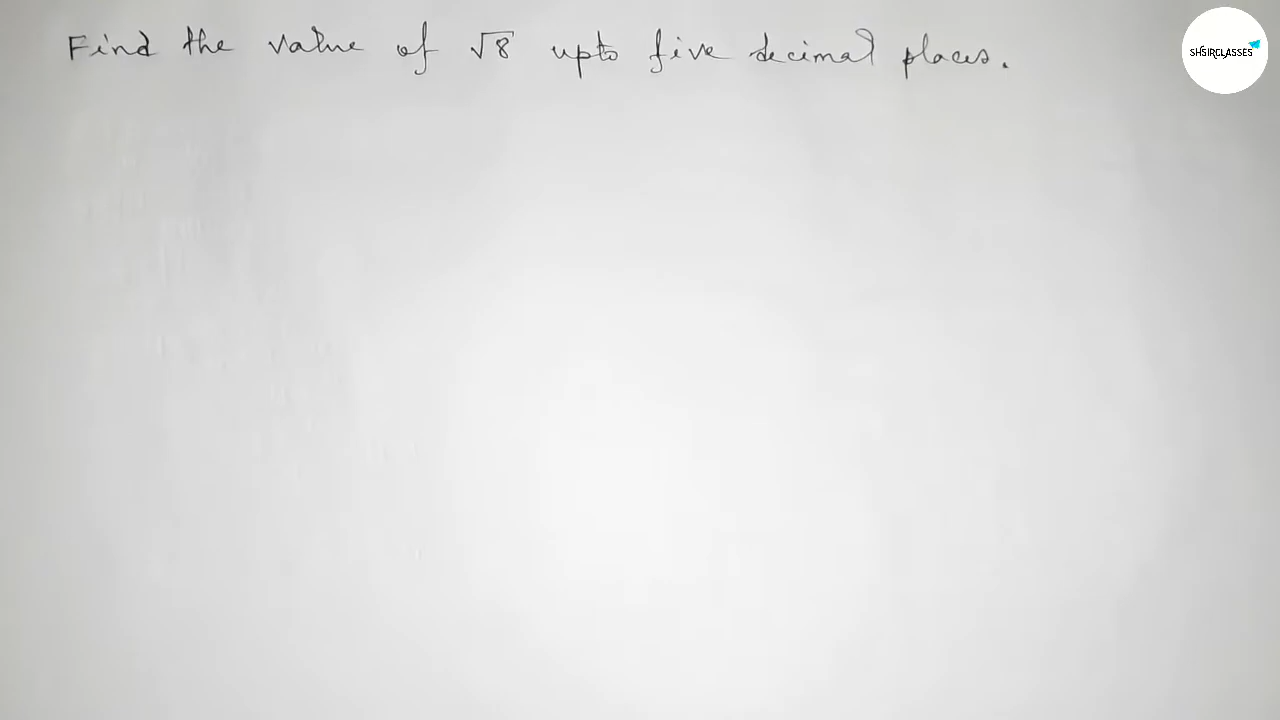 Find the value of √8 upto five decimal places.
SHSIRCLASSES